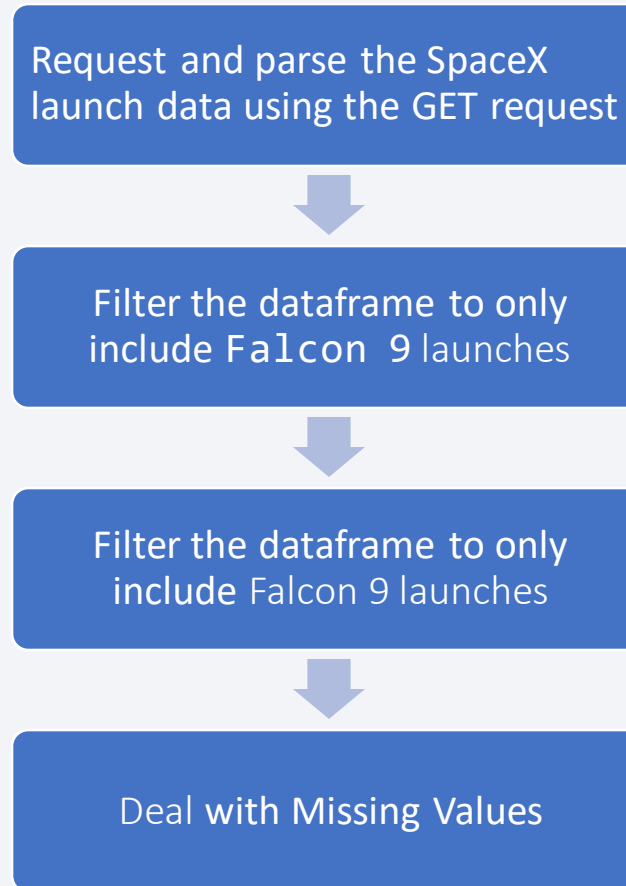 Request and parse the SpaceX
launch data using the GET request
Filter the dataframe to only
include Falcon 9 launches
Filter the dataframe to only
include Falcon 9 launches
Deal with Missing Values